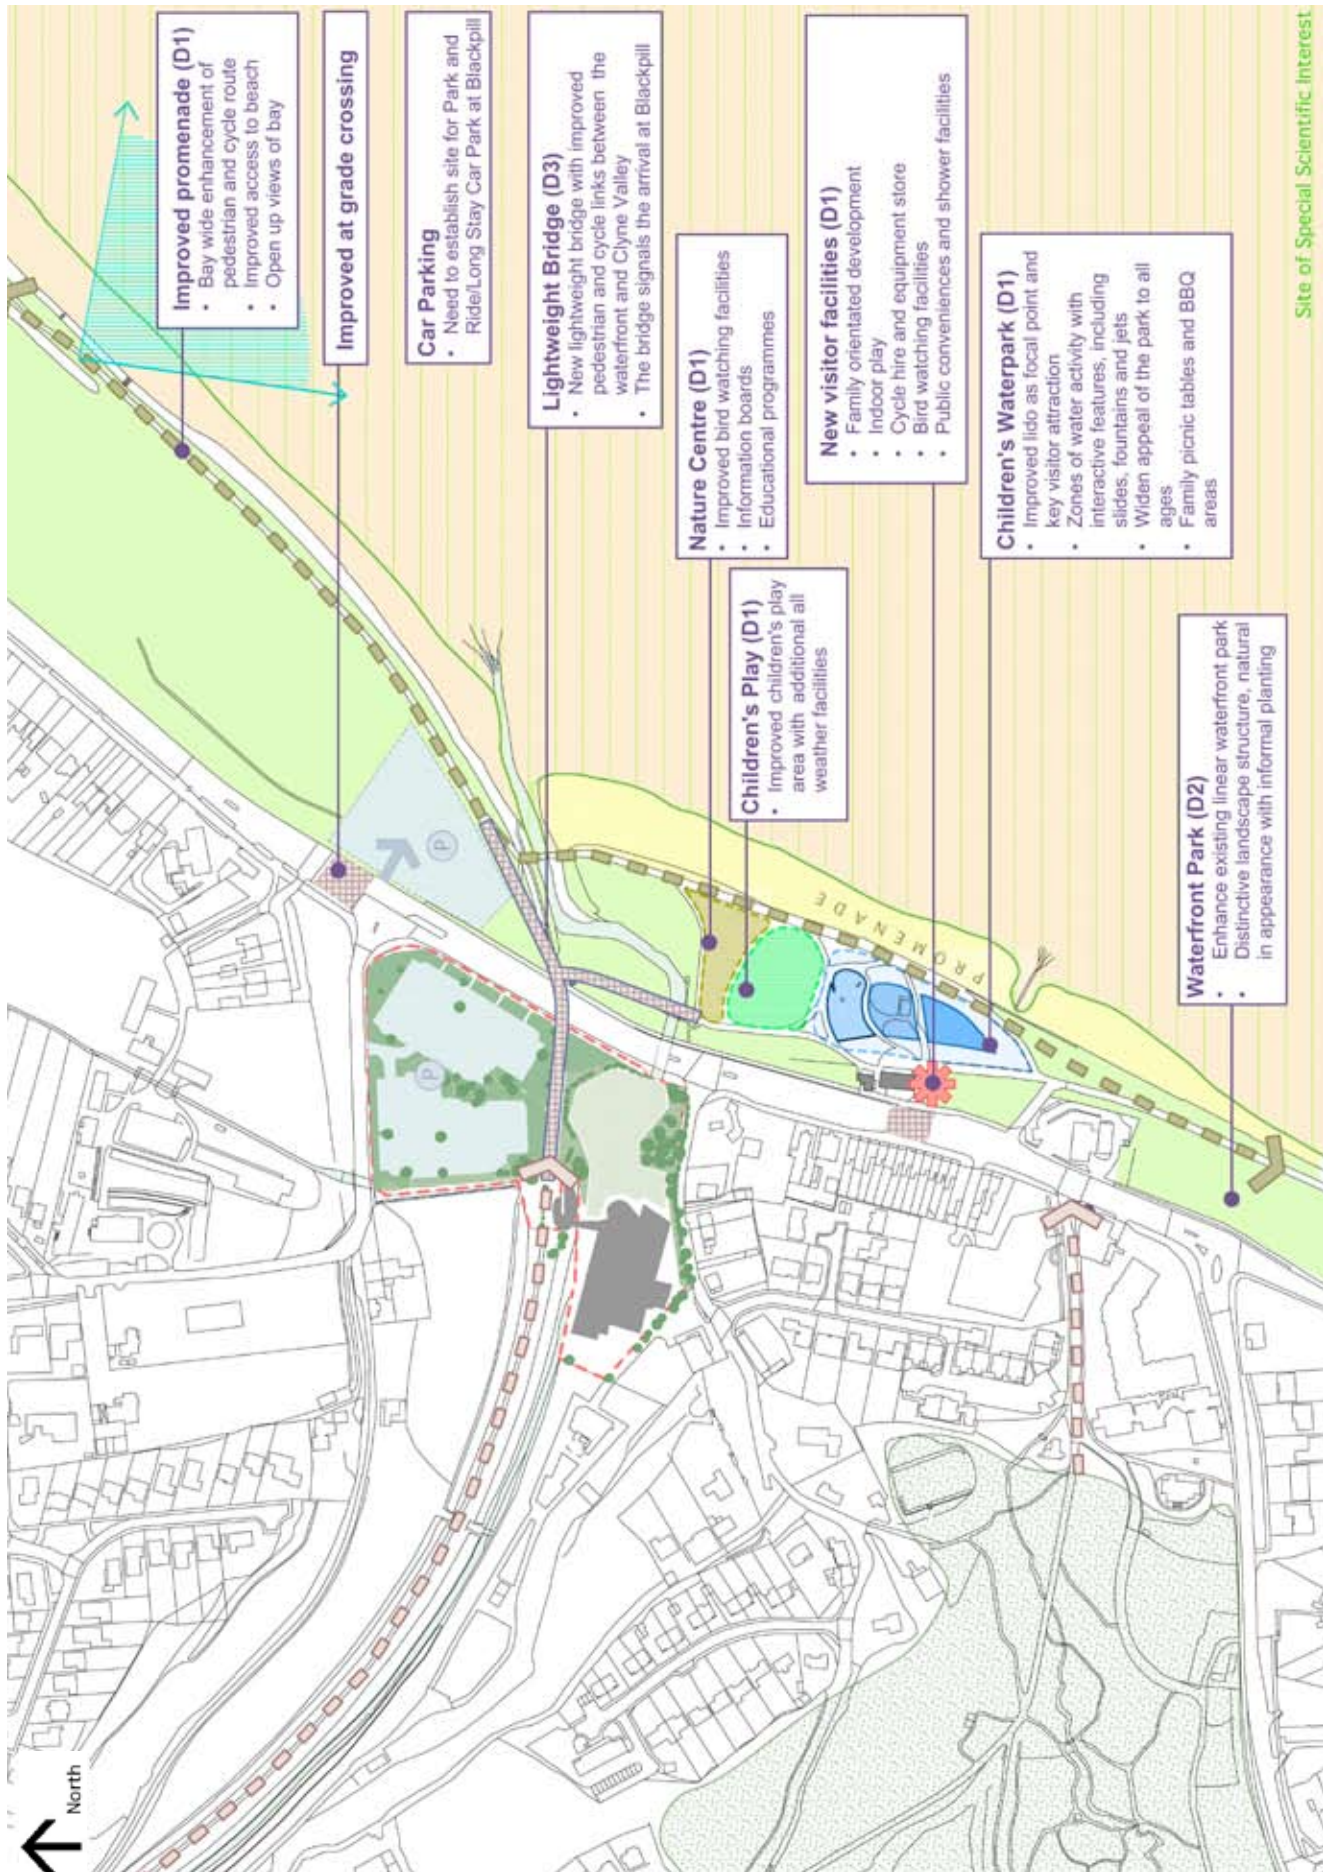 Improved promenade (D1)
• Bay wide enhancement of
pedestrian and cycle route
• Improved access to beach
• Open up views of bay
Improved at grade crossing
Car Parking
• Need to establish site for Park and
Ride/Long Stay Car Park at Blackpill
Lightweight Bridge (D3)
• New lightweight bridge with improved
pedestrian and cycle links between the
waterfront and Clyne Valley
• The bridge signals the arrival at Blackpill
Nature Centre (D1)
• Improved bird watching facilities
• Information boards
• Educational programmes
Children's Play (D1)
• Improved children's play
area with additional all
weather facilities
New visitor facilities (D1)
• Family orientated development
• Indoor play
• Cycle hire and equipment store
• Bird watching facilities
• Public conveniences and shower facilities
Children's Waterpark (D1)
• Improved lido as focal point and
key visitor attraction
• Zones of water activity with
interactive features, including
slides, fountains and jets
• Widen appeal of the park to all
ages
• Family picnic tables and BBQ
areas
Waterfront Park (D2)
• Enhance existing linear waterfront park
• Distinctive landscape structure, natural
in appearance with informal planting
Site of Special Scientific Interest
PROMENADE
P
P
North